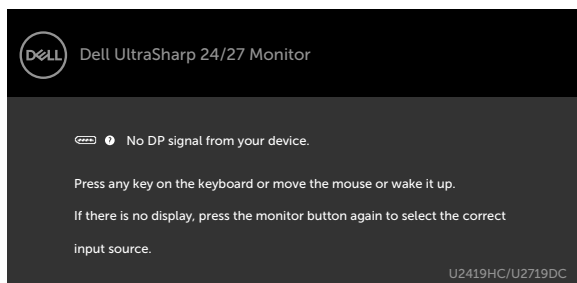 DELL Dell UltraSharp 24/27 Monitor
? No DP signal from your device.
Press any key on the keyboard or move the mouse or wake it up.
If there is no display, press the monitor button again to select the correct
input source.
U2419HC/U2719DC